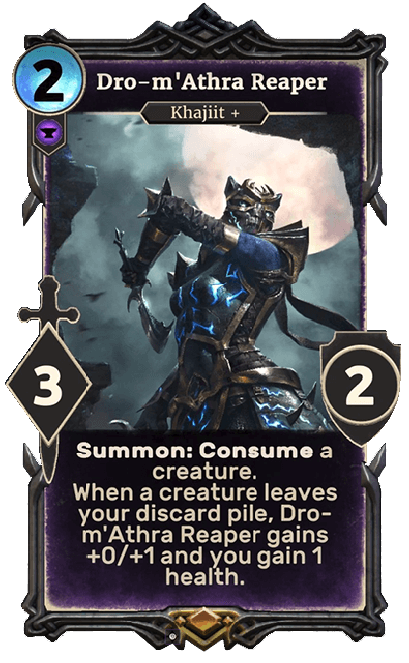 2
Dro-m'Athra Reaper
Khajiit +
3
2
Summon: Consume a
creature.
When a creature leaves
your discard pile, Dro-
m'Athra Reaper gains
+0/+1 and you gain 1
health.